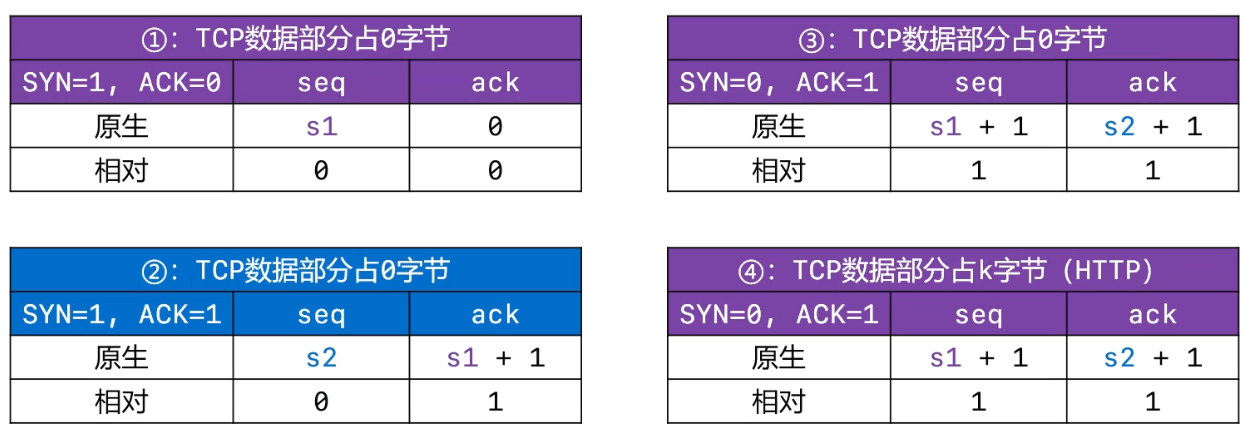 ①: TCP数据部分占0字节
SYN=1, ACK=0 seq ack
原生 s1 0
相对 0 0
②: TCP数据部分占0字节
SYN=1, ACK=1 seq ack
原生 s2 s1 + 1
相对 0 1
③: TCP数据部分占0字节
SYN=0, ACK=1 seq ack
原生 s1 + 1 s2 + 1
相对 1 1
④: TCP数据部分占k字节 (HTTP)
SYN=0, ACK=1 seq ack
原生 s1 + 1 s2 + 1
相对 1 1